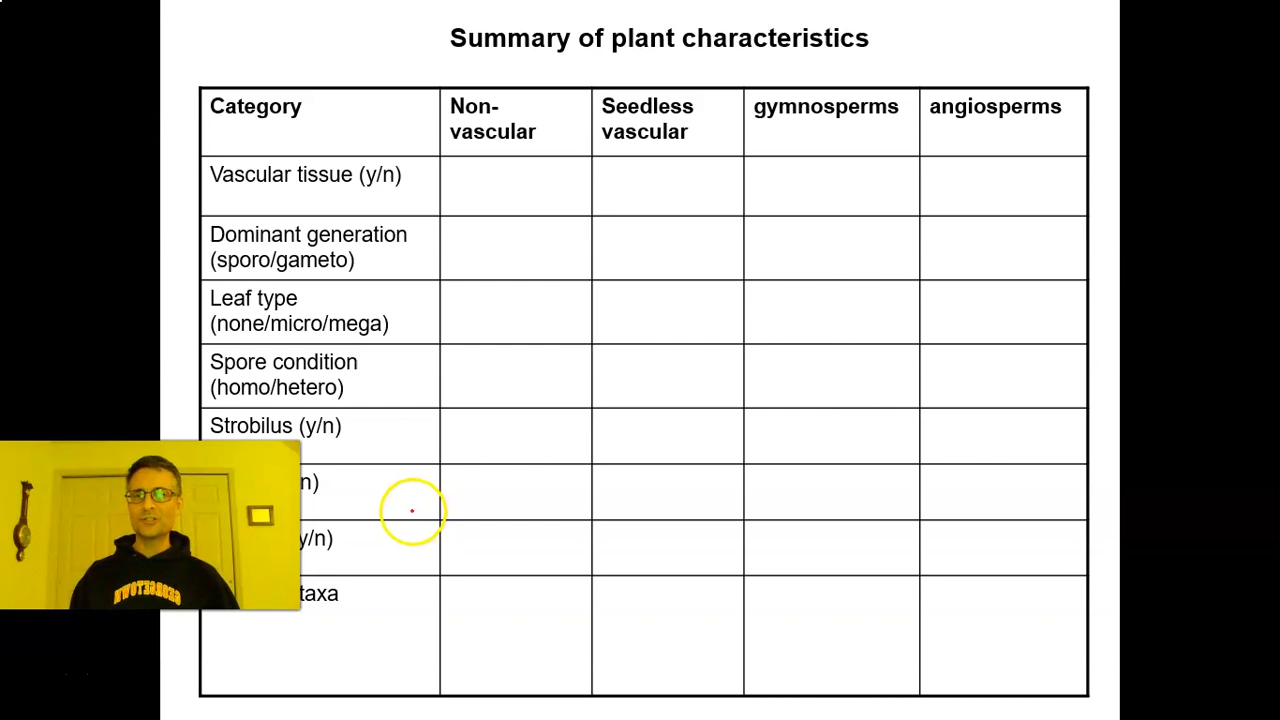 Summary of plant characteristics
Category
Non-
vascular
Seedless
vascular
gymnosperms
angiosperms
Vascular tissue (y/n)
Dominant generation
(sporo/gameto)
Leaf type
(none/micro/mega)
Spore condition
(homo/hetero)
Strobilus (y/n)
n)
y/n)
taxa
GEORGETOWN